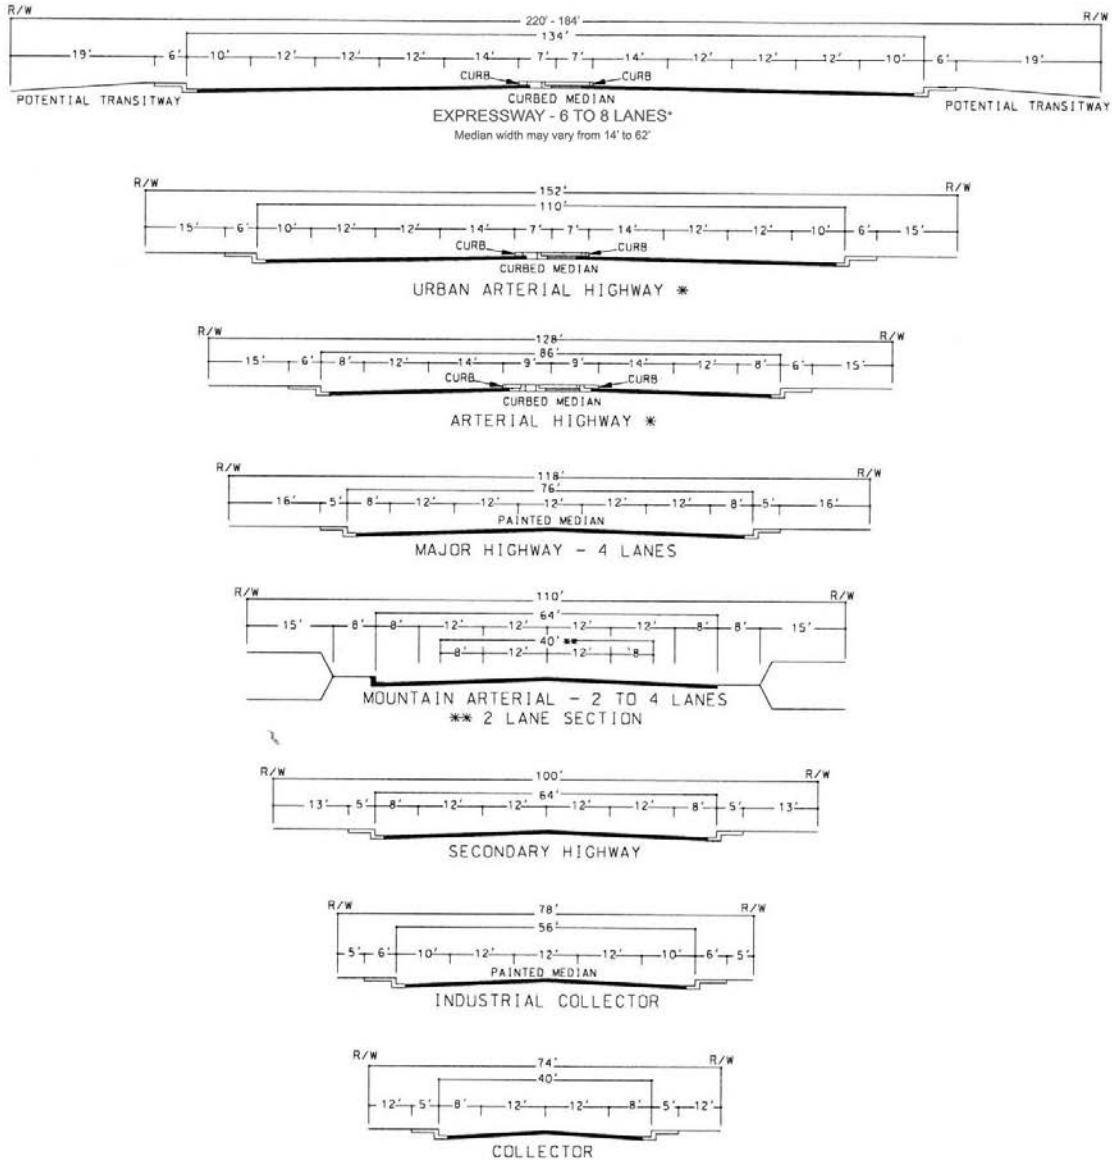 R/W R/W
220' - 184'
134'
19' 6' 10' 12' 12' 12' 14' 7' 7' 14' 12' 12' 12' 10' 6' 19'
CURB CURB
POTENTIAL TRANSITWAY CURBED MEDIAN POTENTIAL TRANSITWAY
EXPRESSWAY - 6 TO 8 LANES*
Median width may vary from 14' to 62'
R/W R/W
152'
110'
15' 6' 10' 12' 12' 14' 7' 7' 14' 12' 12' 10' 6' 15'
CURB CURB
CURBED MEDIAN
URBAN ARTERIAL HIGHWAY *
R/W R/W
128'
86'
15' 6' 8' 12' 14' 9' 9' 14' 12' 8' 6' 15'
CURB CURB
CURBED MEDIAN
ARTERIAL HIGHWAY *
R/W R/W
118'
76'
16' 5' 8' 12' 12' 12' 12' 12' 8' 5' 16'
PAINTED MEDIAN
MAJOR HIGHWAY - 4 LANES
R/W R/W
110'
64'
15' 8' 8' 12' 12' 12' 12' 8' 8' 15'
40' **
8' 12' 12' '8
MOUNTAIN ARTERIAL - 2 TO 4 LANES
** 2 LANE SECTION
R/W R/W
100'
64'
13' 5' 8' 12' 12' 12' 12' 8' 5' 13'
SECONDARY HIGHWAY
R/W R/W
78'
56'
5' 6' 10' 12' 12' 12' 10' 6' 5'
PAINTED MEDIAN
INDUSTRIAL COLLECTOR
R/W R/W
74'
40'
12' 5' 8' 12' 12' 8' 5' 12'
COLLECTOR